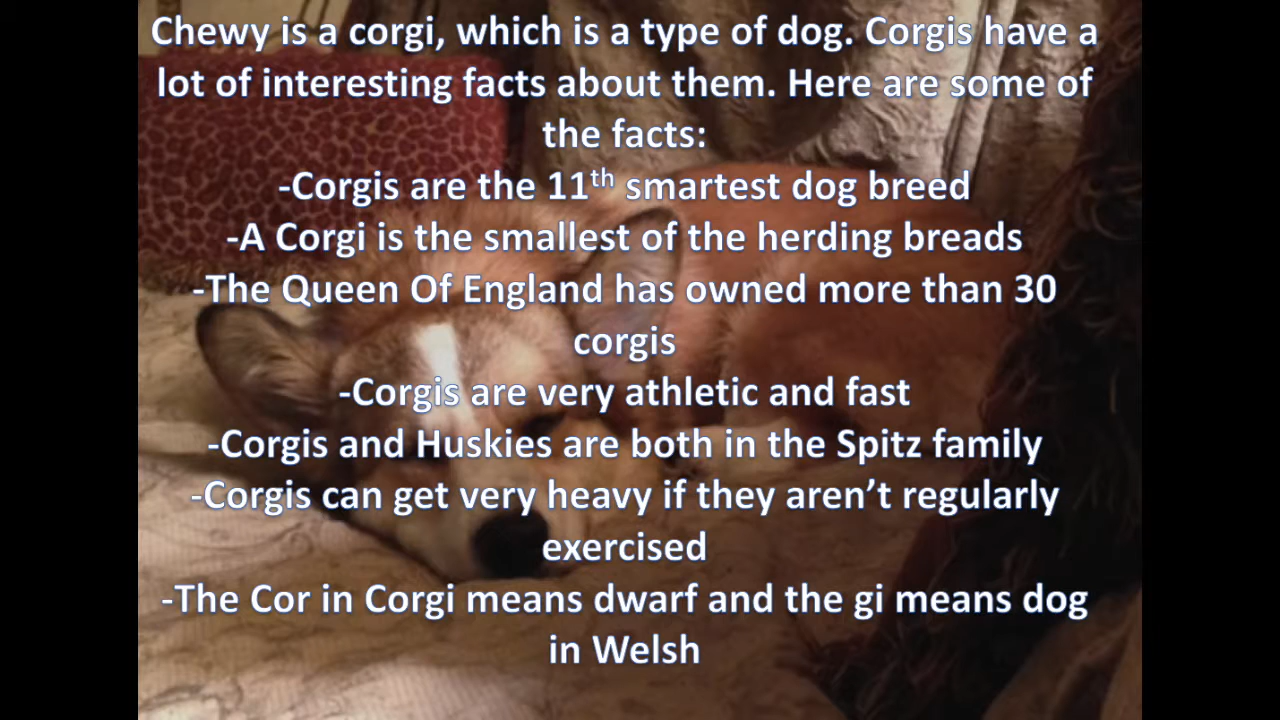 Chewy is a corgi, which is a type of dog. Corgis have a
lot of interesting facts about them. Here are some of
the facts:
-Corgis are the 11th smartest dog breed
-A Corgi is the smallest of the herding breads
-The Queen Of England has owned more than 30
corgis
-Corgis are very athletic and fast
-Corgis and Huskies are both in the Spitz family
-Corgis can get very heavy if they aren’t regularly
exercised
-The Cor in Corgi means dwarf and the gi means dog
in Welsh